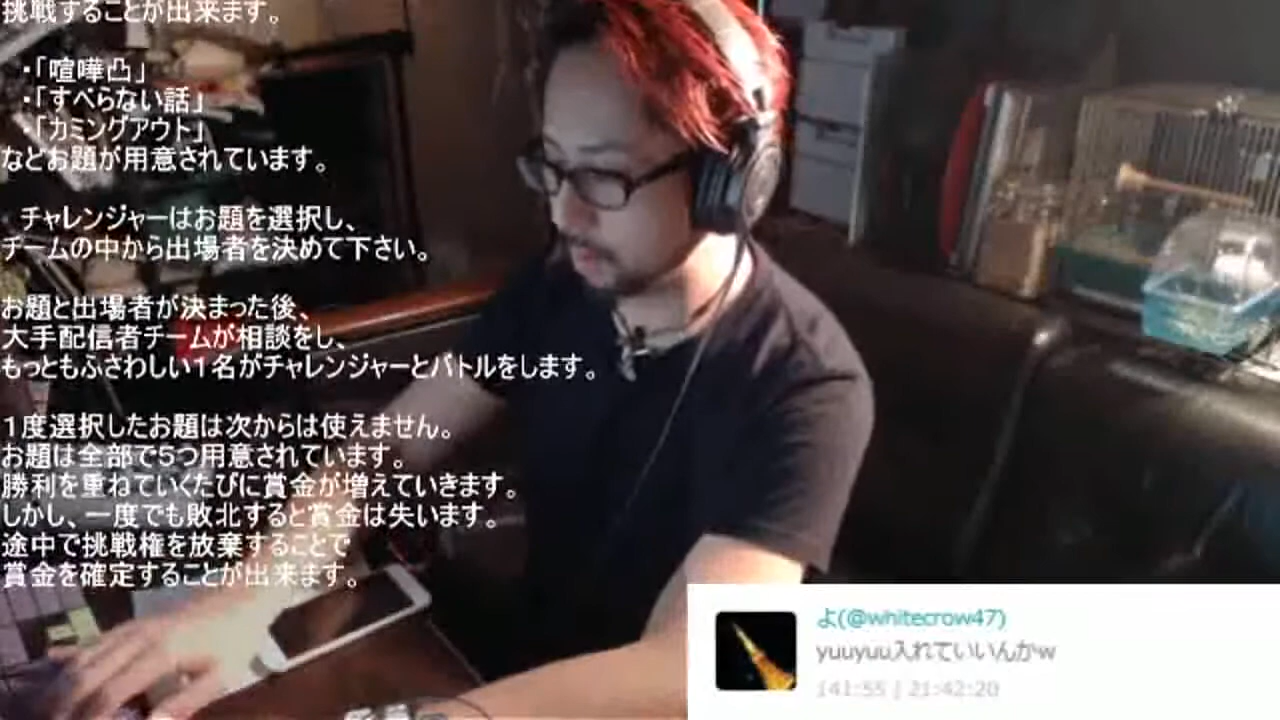 挑戦することが出来ます。
・「喧嘩凸」
・「すべらない話」
・「カミングアウト」
などお題が用意されています。
チャレンジャーはお題を選択し、
チームの中から出場者を決めて下さい。
お題と出場者が決まった後、
大手配信者チームが相談をし、
もっともふさわしい１名がチャレンジャーとバトルをします。
１度選択したお題は次からは使えません。
お題は全部で５つ用意されています。
勝利を重ねていくたびに賞金が増えていきます。
しかし、一度でも敗北すると賞金は失います。
途中で挑戦権を放棄することで
賞金を確定することが出来ます。
よ(@whitecrow47)
yuuyuu入れていいんかw
141:55 | 21:42:20